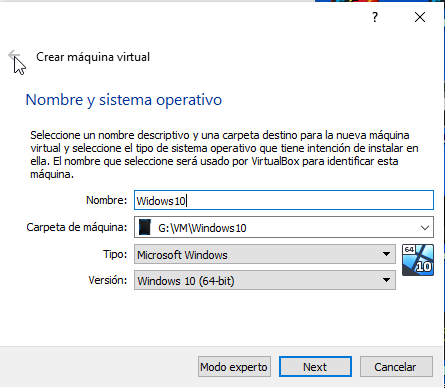 ?
Crear máquina virtual
Nombre y sistema operativo
Seleccione un nombre descriptivo y una carpeta destino para la nueva máquina
virtual y seleccione el tipo de sistema operativo que tiene intención de instalar en
ella. El nombre que seleccione será usado por VirtualBox para identificar esta
máquina.
Nombre: Widows10
Carpeta de máquina: G:\VM\Windows10
Tipo: Microsoft Windows
64
10
Versión: Windows 10 (64-bit)
Modo experto Next Cancelar